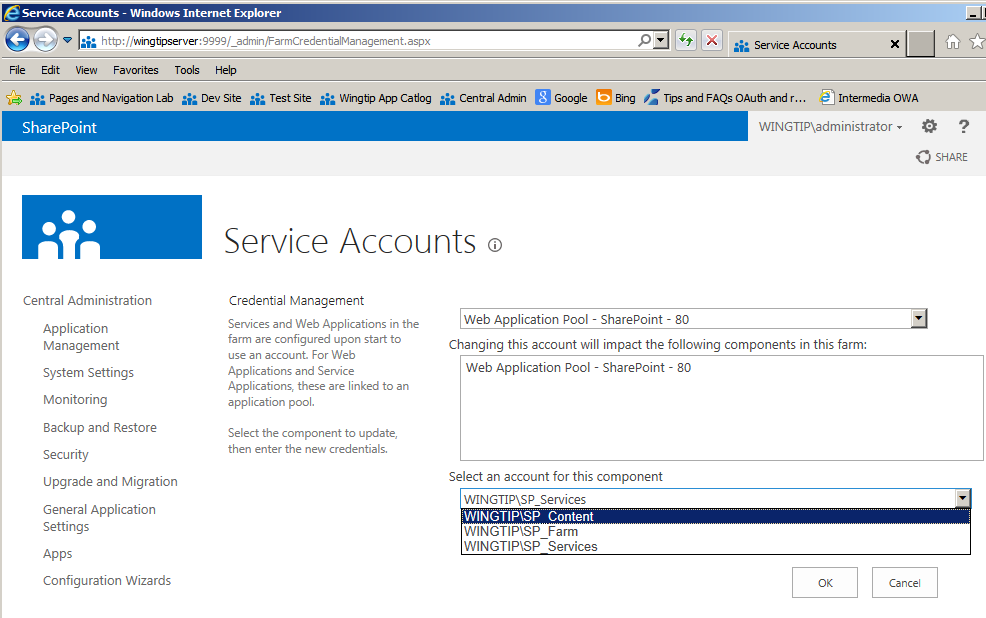 Service Accounts - Windows Internet Explorer
http://wingtipserver:9999/_admin/FarmCredentialManagement.aspx
Service Accounts
File Edit View Favorites Tools Help
Pages and Navigation Lab Dev Site Test Site Wingtip App Catlog Central Admin Google Bing Tips and FAQs OAuth and r... Intermedia OWA
SharePoint
WINGTIP\administrator
SHARE
Service Accounts
Central Administration
Application
Management
System Settings
Monitoring
Backup and Restore
Security
Upgrade and Migration
General Application
Settings
Apps
Configuration Wizards
Credential Management
Services and Web Applications in the
farm are configured upon start to
use an account. For Web
Applications and Service
Applications, these are linked to an
application pool.
Select the component to update,
then enter the new credentials.
Web Application Pool - SharePoint - 80
Changing this account will impact the following components in this farm:
Web Application Pool - SharePoint - 80
Select an account for this component
WINGTIP\SP_Services
WINGTIP\SP_Content
WINGTIP\SP_Farm
WINGTIP\SP_Services
OK
Cancel